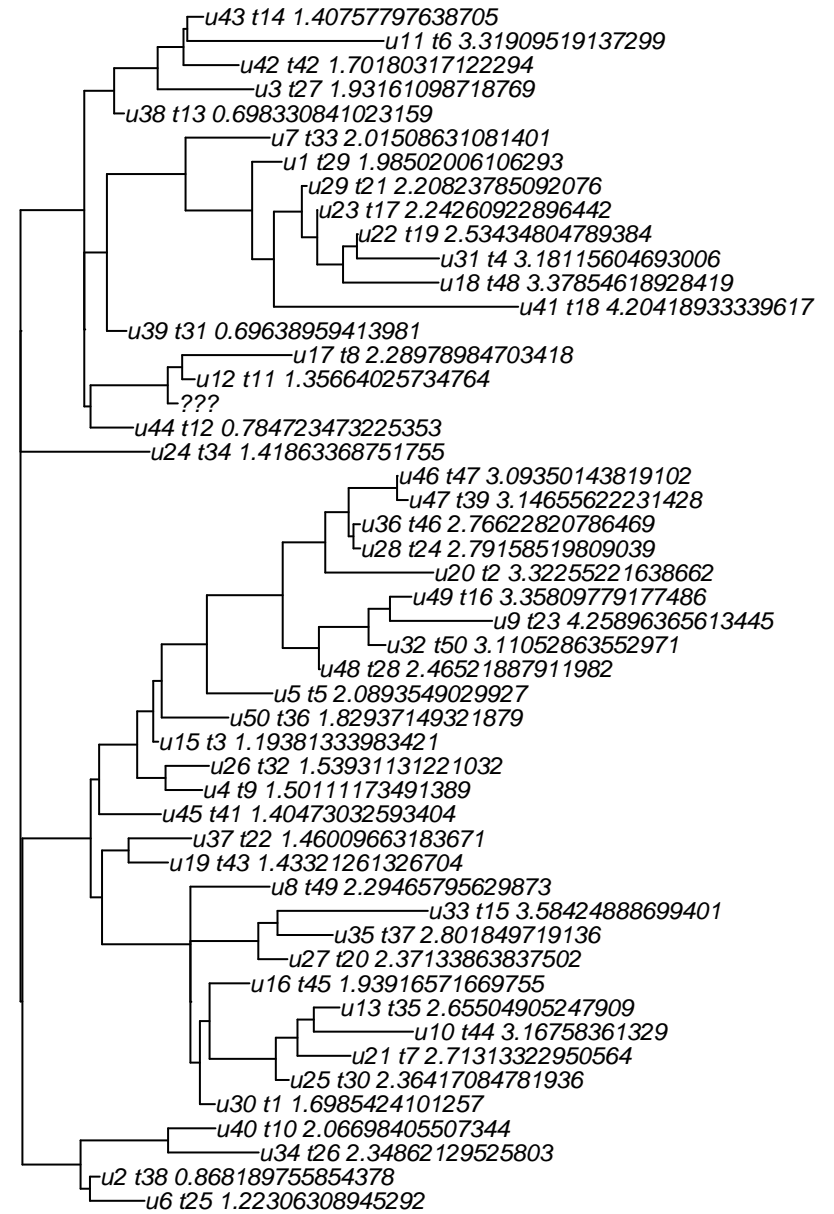 u43 t14 1.40757797638705
u11 t6 3.31909519137299
u42 t42 1.70180317122294
u3 t27 1.93161098718769
u38 t13 0.698330841023159
u7 t33 2.01508631081401
u1 t29 1.98502006106293
u29 t21 2.20823785092076
u23 t17 2.24260922896442
u22 t19 2.53434804789384
u31 t4 3.18115604693006
u18 t48 3.37854618928419
u41 t18 4.20418933339617
u39 t31 0.69638959413981
u17 t8 2.28978984703418
u12 t11 1.35664025734764
???
u44 t12 0.784723473225353
u24 t34 1.41863368751755
u46 t47 3.09350143819102
u47 t39 3.14655622231428
u36 t46 2.76622820786469
u28 t24 2.79158519809039
u20 t2 3.32255221638662
u49 t16 3.35809779177486
u9 t23 4.25896365613445
u32 t50 3.11052863552971
u48 t28 2.46521887911982
u5 t5 2.0893549029927
u50 t36 1.82937149321879
u15 t3 1.19381333983421
u26 t32 1.53931131221032
u4 t9 1.50111173491389
u45 t41 1.40473032593404
u37 t22 1.46009663183671
u19 t43 1.43321261326704
u8 t49 2.29465795629873
u33 t15 3.58424888699401
u35 t37 2.801849719136
u27 t20 2.37133863837502
u16 t45 1.93916571669755
u13 t35 2.65504905247909
u10 t44 3.16758361329
u21 t7 2.71313322950564
u25 t30 2.36417084781936
u30 t1 1.6985424101257
u40 t10 2.06698405507344
u34 t26 2.34862129525803
u2 t38 0.868189755854378
u6 t25 1.22306308945292